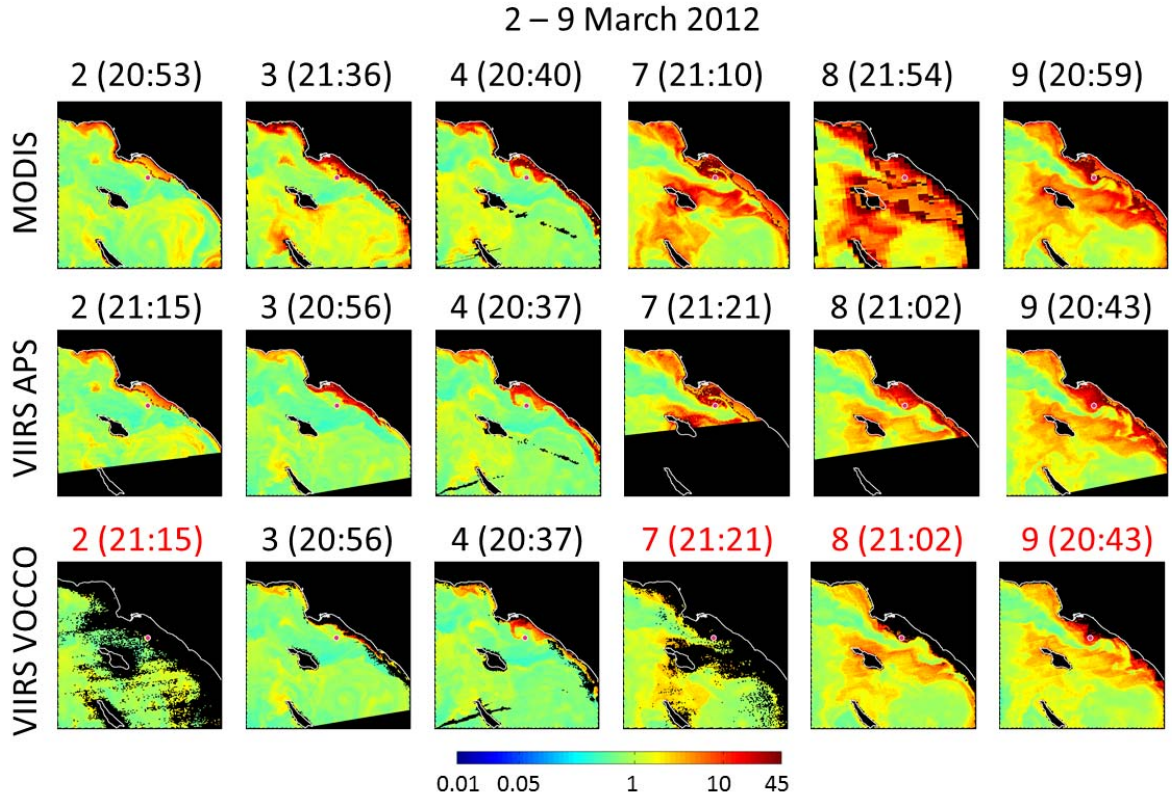 2 – 9 March 2012
2 (20:53) 3 (21:36) 4 (20:40) 7 (21:10) 8 (21:54) 9 (20:59)
MODIS
2 (21:15) 3 (20:56) 4 (20:37) 7 (21:21) 8 (21:02) 9 (20:43)
VIIRS APS
2 (21:15) 3 (20:56) 4 (20:37) 7 (21:21) 8 (21:02) 9 (20:43)
VIIRS VOCCO
0.01 0.05 1 10 45